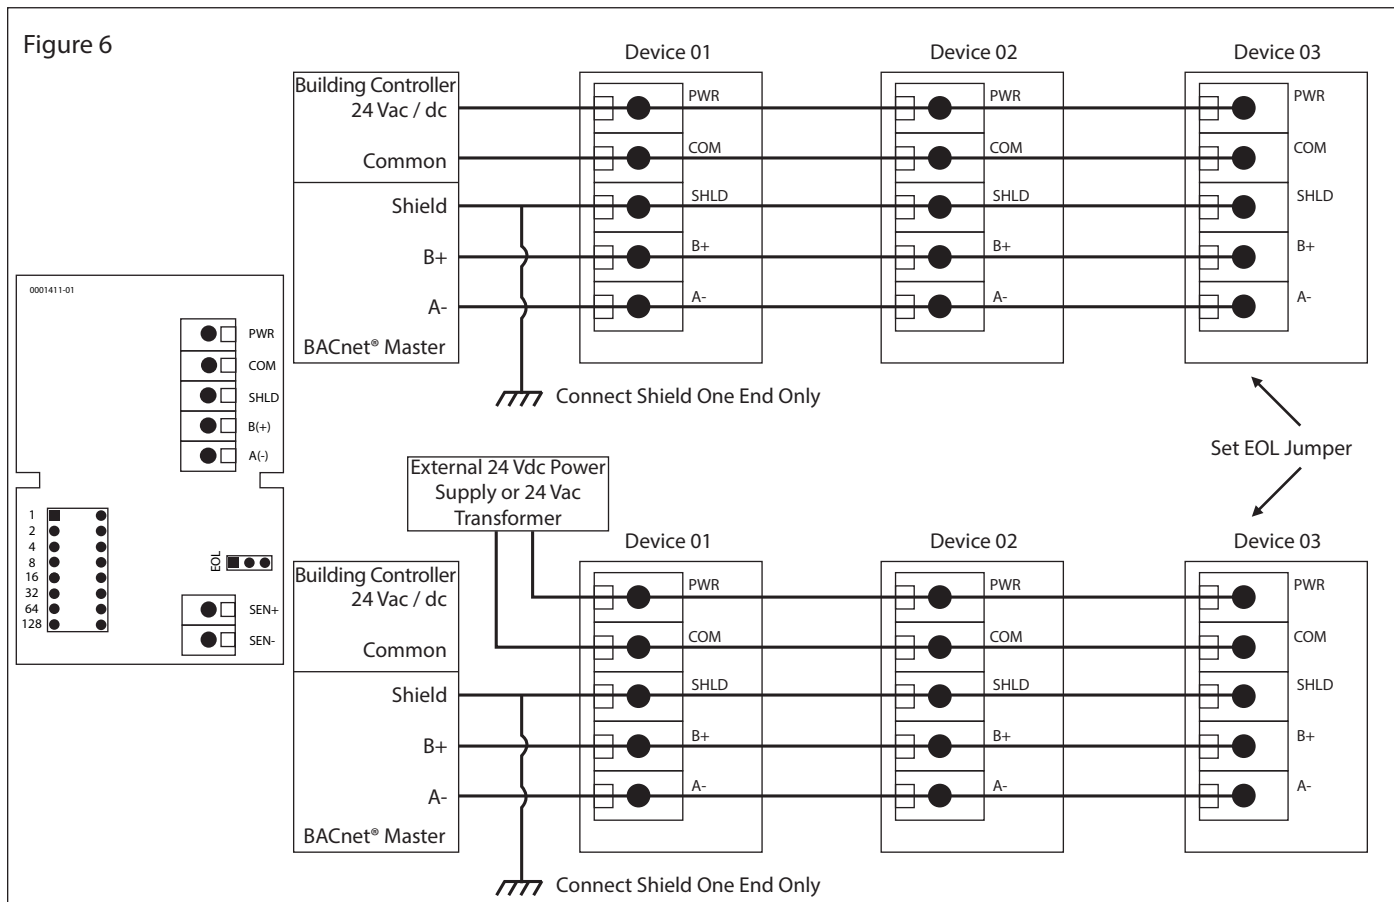 Figure 6
Device 01
Device 02
Device 03
Building Controller
24 Vac / dc
Common
Shield
B+
A-
BACnet® Master
PWR
COM
SHLD
B+
A-
PWR
COM
SHLD
B+
A-
PWR
COM
SHLD
B+
A-
Connect Shield One End Only
Set EOL Jumper
0001411-01
PWR
COM
SHLD
B(+)
A(-)
1
2
4
8
16
32
64
128
EOL
SEN+
SEN-
External 24 Vdc Power
Supply or 24 Vac
Transformer
Device 01
Device 02
Device 03
Building Controller
24 Vac / dc
Common
Shield
B+
A-
BACnet® Master
PWR
COM
SHLD
B+
A-
PWR
COM
SHLD
B+
A-
PWR
COM
SHLD
B+
A-
Connect Shield One End Only